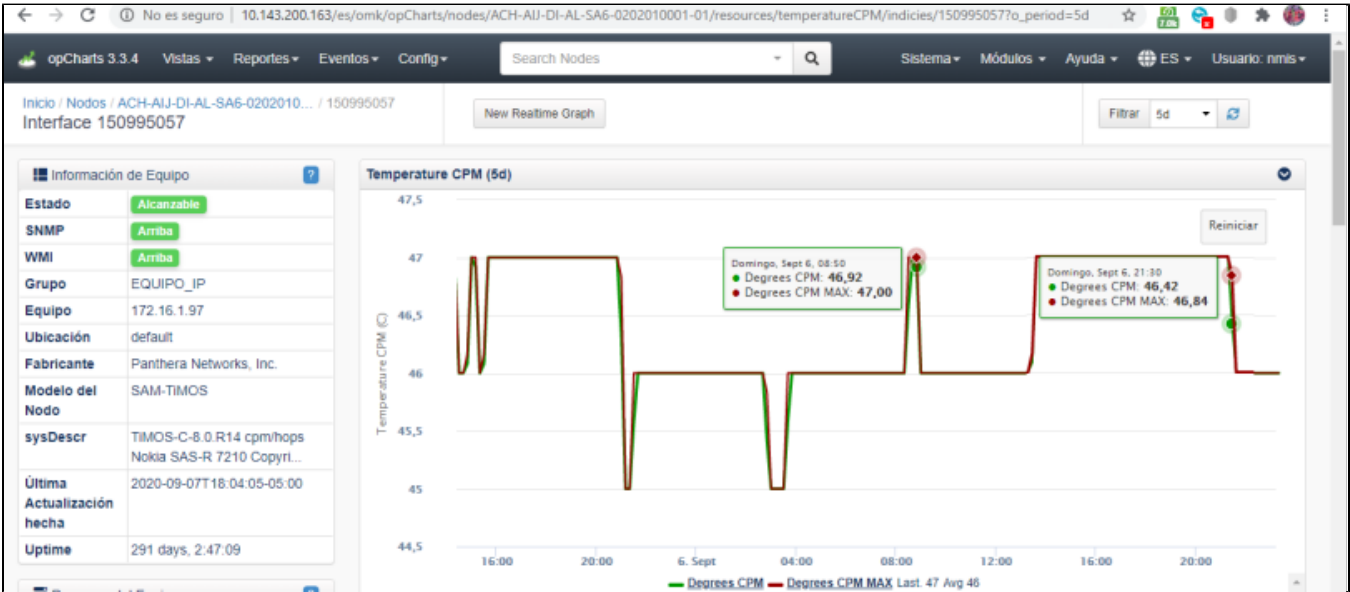 No es seguro | 10.143.200.163/es/omk/opCharts/nodes/ACH-AIJ-DI-AL-SA6-0202010001-01/resources/temperatureCPM/indicies/150995057?o_period=5d
opCharts 3.3.4 Vistas Reportes Eventos Config Search Nodes Sistema Módulos Ayuda ES Usuario: nmis
Inicio / Nodos / ACH-AIJ-DI-AL-SA6-0202010... / 150995057
Interface 150995057
New Realtime Graph
Filtrar 5d
Información de Equipo ?
Estado Alcanzable
SNMP Arriba
WMI Arriba
Grupo EQUIPO_IP
Equipo 172.16.1.97
Ubicación default
Fabricante Panthera Networks, Inc.
Modelo del
Nodo
SAM-TiMOS
sysDescr TiMOS-C-8.0.R14 cpm/hops
Nokia SAS-R 7210 Copyri...
Última
Actualización
hecha
2020-09-07T18:04:05-05:00
Uptime 291 days, 2:47:09
Temperature CPM (5d)
Reiniciar
Temperature CPM (C)
47,5
47
46,5
46
45,5
45
44,5
Domingo, Sept 6, 08:50
Degrees CPM: 46,92
Degrees CPM MAX: 47,00
Domingo, Sept 6, 21:30
Degrees CPM: 46,42
Degrees CPM MAX: 46,84
16:00 20:00 6. Sept 04:00 08:00 12:00 16:00 20:00
Degrees CPM Degrees CPM MAX Last. 47 Avg 46